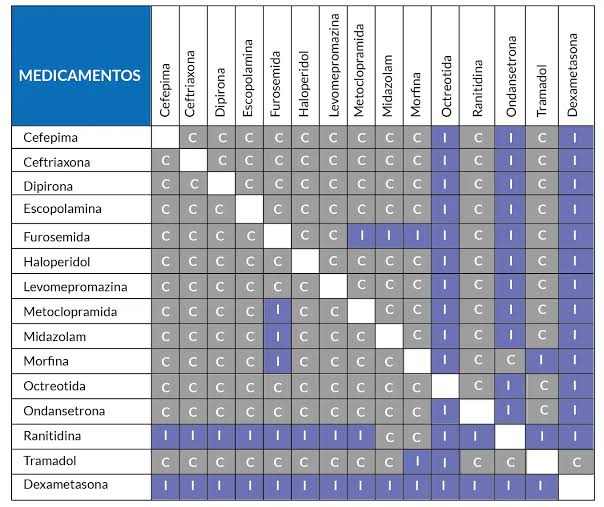 MEDICAMENTOS Cefepima Ceftriaxona Dipirona Escopolamina Furosemida Haloperidol Levomepromazina Metoclopramida Midazolam Morfina Octreotida Ranitidina Ondansetrona Tramadol Dexametasona
Cefepima C C C C C C C C C I C I C I
Ceftriaxona C C C C C C C C C I C I C I
Dipirona C C C C C C C C C I C I C I
Escopolamina C C C C C C C C C I C I C I
Furosemida C C C C C C I I I I C I C I
Haloperidol C C C C C C C C C I C I C I
Levomepromazina C C C C C C C C C I C I C I
Metoclopramida C C C C I C C C C I C I C I
Midazolam C C C C I C C C C I C I C I
Morfina C C C C I C C C C I C C I I
Octreotida C C C C C C C C C C C I C I
Ondansetrona C C C C C C C C C C I I C I
Ranitidina I I I I I I I I C C I I I I
Tramadol C C C C C C C C C I I C C C
Dexametasona I I I I I I I I I I I I I I